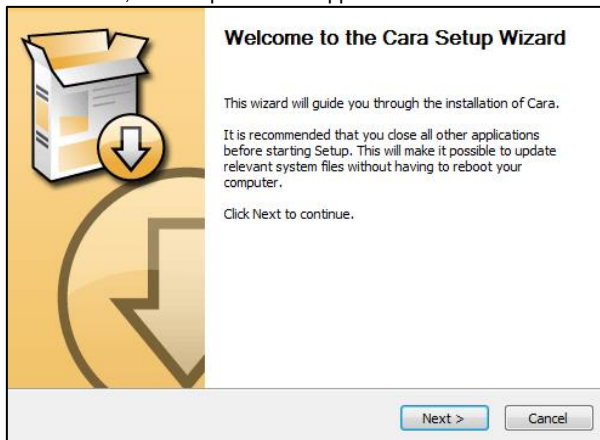 Welcome to the Cara Setup Wizard
This wizard will guide you through the installation of Cara.
It is recommended that you close all other applications
before starting Setup. This will make it possible to update
relevant system files without having to reboot your
computer.
Click Next to continue.
Next >
Cancel